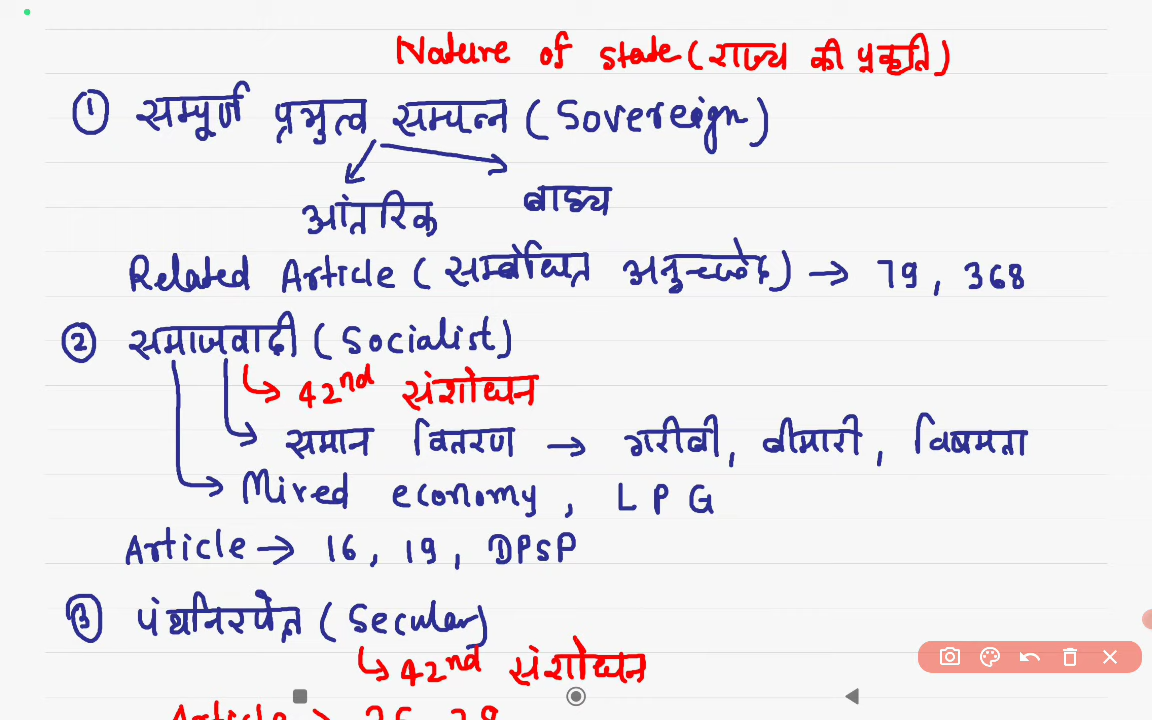 Nature of state (राज्य की प्रकृति)
① सम्पूर्ण प्रभुत्व सम्पन्न (Sovereign)
आंतरिक बाह्य
Related Article (सम्बंधित अनुच्छेद) → 79, 368
② समाजवादी (Socialist)
↳ 42nd संशोधन
↳ समान वितरण → गरीबी, बीमारी, विषमता
↳ Mixed economy, L P G
Article → 16, 19, DPSP
③ पंथनिरपेक्ष (Secular)
↳ 42nd संशोधन
Article →